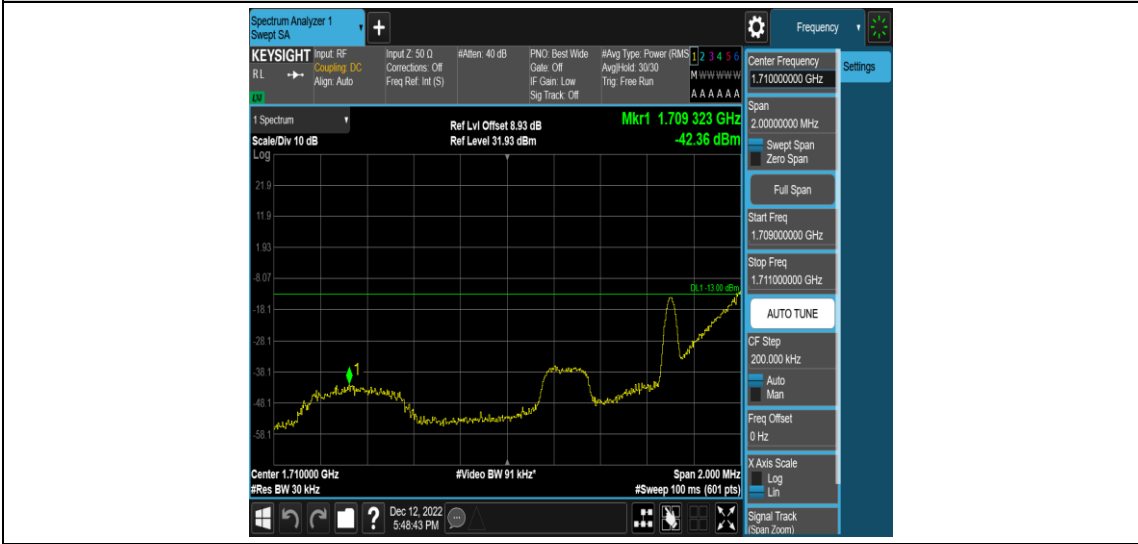 Spectrum Analyzer 1
Swept SA
+
Frequency
KEYSIGHT
RL
Input: RF
Coupling: DC
Align: Auto
Input Z: 50 Ω
Corrections: Off
Freq Ref: Int (S)
#Atten: 40 dB
PNO: Best Wide
Gate: Off
IF Gain: Low
Sig Track: Off
#Avg Type: Power (RMS
Avg|Hold: 30/30
Trig: Free Run
1 2 3 4 5 6
M W W W W W
A A A A A A
1 Spectrum
Scale/Div 10 dB
Log
Ref Lvl Offset 8.93 dB
Ref Level 31.93 dBm
Mkr1 1.709 323 GHz
-42.36 dBm
21.9
11.9
1.93
-8.07
-18.1
-28.1
-38.1
-48.1
-58.1
DL1 -13.00 dBm
1
Center 1.710000 GHz
#Res BW 30 kHz
#Video BW 91 kHz*
Span 2.000 MHz
#Sweep 100 ms (601 pts)
?
Dec 12, 2022
5:48:43 PM
Center Frequency
1.710000000 GHz
Settings
Span
2.00000000 MHz
Swept Span
Zero Span
Full Span
Start Freq
1.709000000 GHz
Stop Freq
1.711000000 GHz
AUTO TUNE
CF Step
200.000 kHz
Auto
Man
Freq Offset
0 Hz
X Axis Scale
Log
Lin
Signal Track
(Span Zoom)